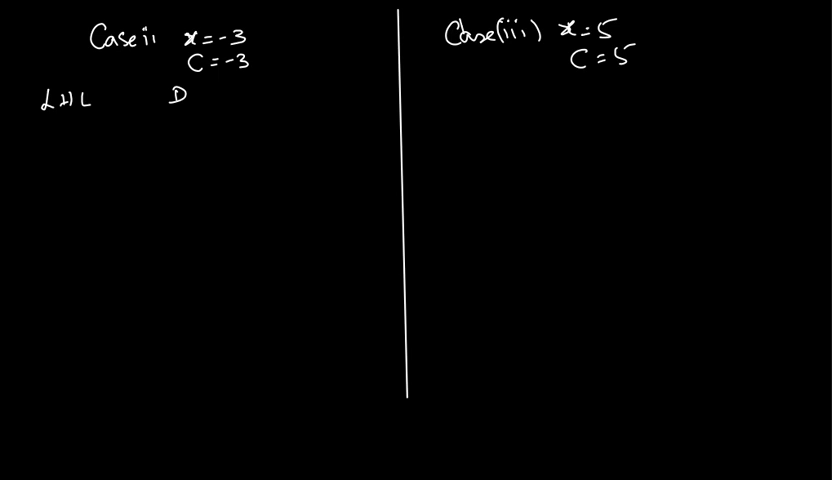 Case ii x = -3
C = -3
LHL D
Case(iii) x = 5
C = 5